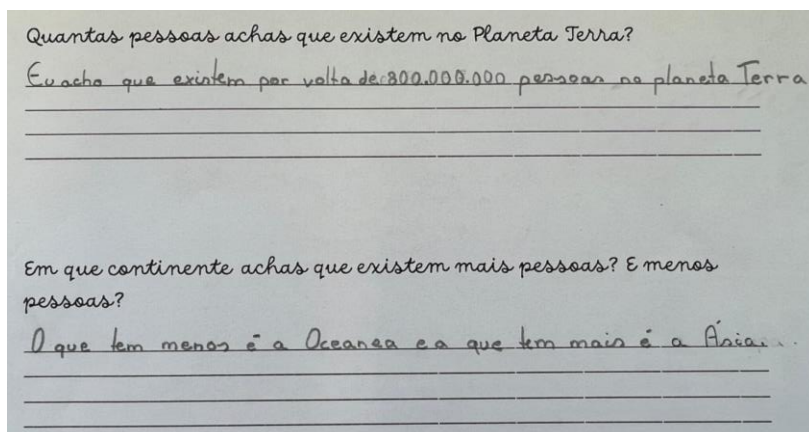 Quantas pessoas achas que existem no Planeta Terra?
Eu acho que existem por volta de 800.000.000 pessoas no planeta Terra
Em que continente achas que existem mais pessoas? E menos
pessoas?
O que tem menos é a Oceanea e a que tem mais é a Ásia.